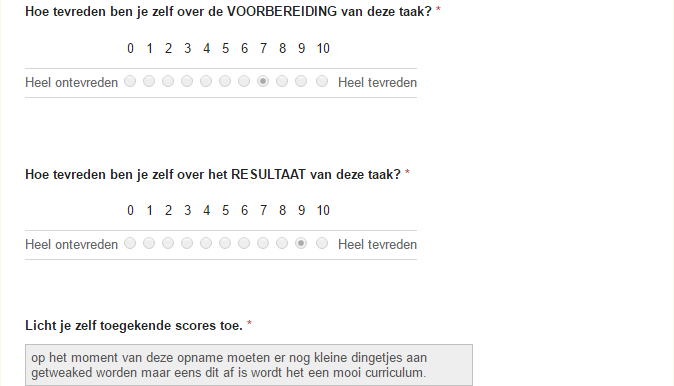 Hoe tevreden ben je zelf over de VOORBEREIDING van deze taak? *
0 1 2 3 4 5 6 7 8 9 10
Heel ontevreden Heel tevreden
Hoe tevreden ben je zelf over het RESULTAAT van deze taak? *
0 1 2 3 4 5 6 7 8 9 10
Heel ontevreden Heel tevreden
Licht je zelf toegekende scores toe. *
op het moment van deze opname moeten er nog kleine dingetjes aan
getweaked worden maar eens dit af is wordt het een mooi curriculum.